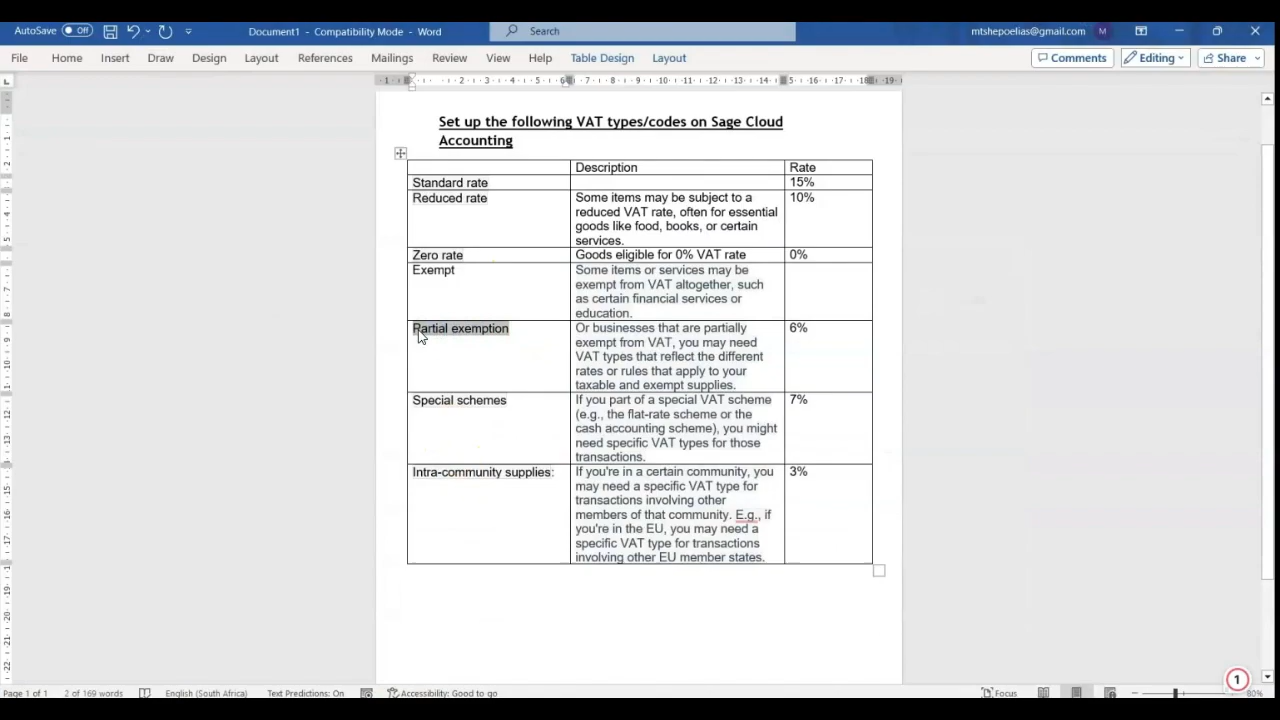 AutoSave Off Document1 - Compatibility Mode - Word Search mtshepoelias@gmail.com M
File Home Insert Draw Design Layout References Mailings Review View Help Table Design Layout Comments Editing Share
Set up the following VAT types/codes on Sage Cloud
Accounting
Description Rate
Standard rate 15%
Reduced rate Some items may be subject to a 10%
reduced VAT rate, often for essential
goods like food, books, or certain
services.
Zero rate Goods eligible for 0% VAT rate 0%
Exempt Some items or services may be
exempt from VAT altogether, such
as certain financial services or
education.
Partial exemption Or businesses that are partially 6%
exempt from VAT, you may need
VAT types that reflect the different
rates or rules that apply to your
taxable and exempt supplies.
Special schemes If you part of a special VAT scheme 7%
(e.g., the flat-rate scheme or the
cash accounting scheme), you might
need specific VAT types for those
transactions.
Intra-community supplies: If you're in a certain community, you 3%
may need a specific VAT type for
transactions involving other
members of that community. E.g., if
you're in the EU, you may need a
specific VAT type for transactions
involving other EU member states.
1
Page 1 of 1 2 of 169 words English (South Africa) Text Predictions: On Accessibility: Good to go Focus 80%